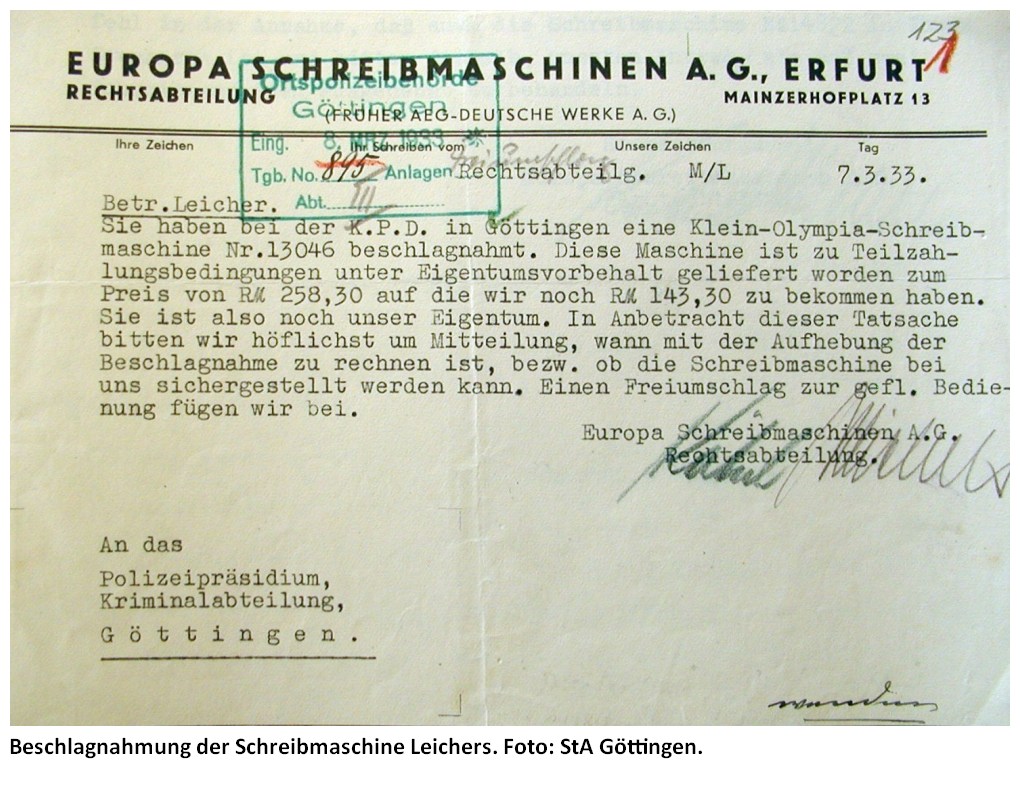 123
EUROPA SCHREIBMASCHINEN A. G., ERFURT
RECHTSABTEILUNG
MAINZERHOFPLATZ 13
(FRÜHER AEG-DEUTSCHE WERKE A. G.)
Ortspolizeibehörde
Göttingen
Eing. 8. MRZ. 1933
Tgb. No. 895 Anlagen
Abt. III
Ihre Zeichen
Ihr Schreiben vom
Unsere Zeichen
Tag
Rechtsabteilg. M/L 7.3.33.
Betr.Leicher.
Sie haben bei der K.P.D. in Göttingen eine Klein-Olympia-Schreib-
maschine Nr.13046 beschlagnahmt. Diese Maschine ist zu Teilzah-
lungsbedingungen unter Eigentumsvorbehalt geliefert worden zum
Preis von RM 258,30 auf die wir noch RM 143,30 zu bekommen haben.
Sie ist also noch unser Eigentum. In Anbetracht dieser Tatsache
bitten wir höflichst um Mitteilung, wann mit der Aufhebung der
Beschlagnahme zu rechnen ist, bezw. ob die Schreibmaschine bei
uns sichergestellt werden kann. Einen Freiumschlag zur gefl. Bedie-
nung fügen wir bei.
Europa Schreibmaschinen A.G.
Rechtsabteilung.
An das
Polizeipräsidium,
Kriminalabteilung,
G ö t t i n g e n .
wenden
Beschlagnahmung der Schreibmaschine Leichers. Foto: StA Göttingen.